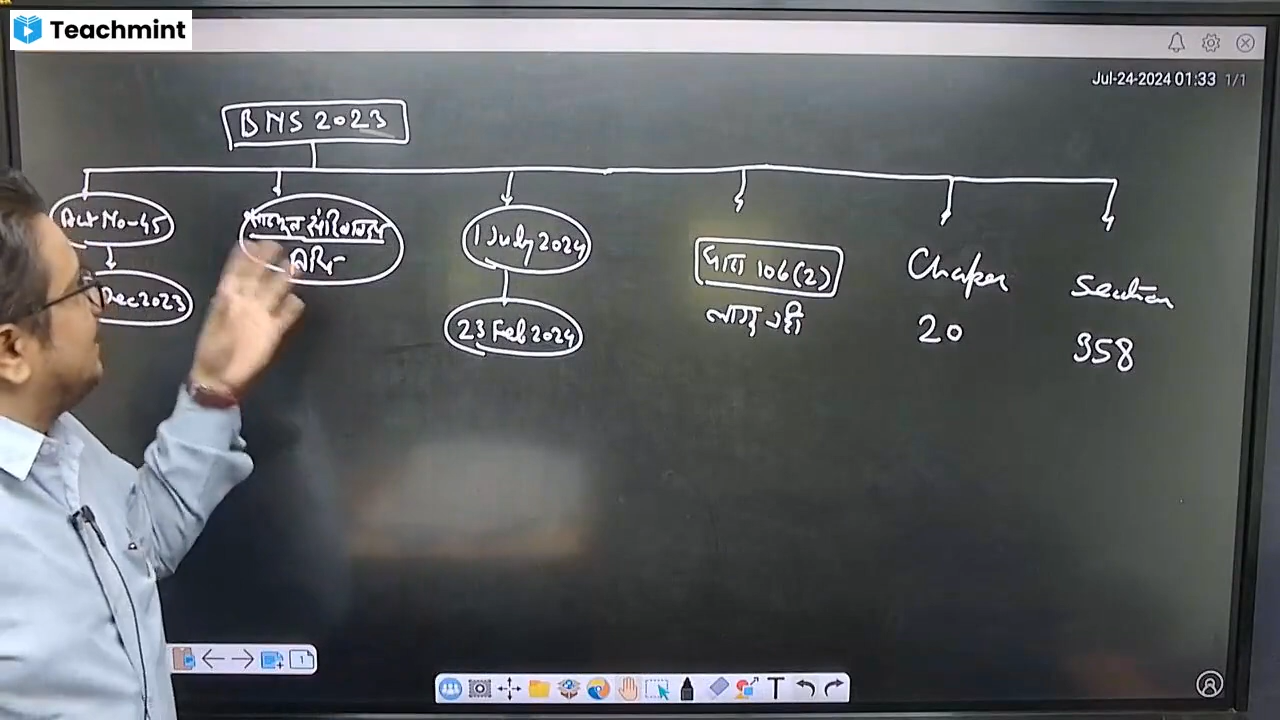 Teachmint
Jul-24-2024 01:33 1/1
BNS 2023
Act No-45
Dec 2023
विधि
1 July 2024
23 Feb 2024
धारा 106(2)
लागू नहीं
Chapter
20
Section
358
1
T